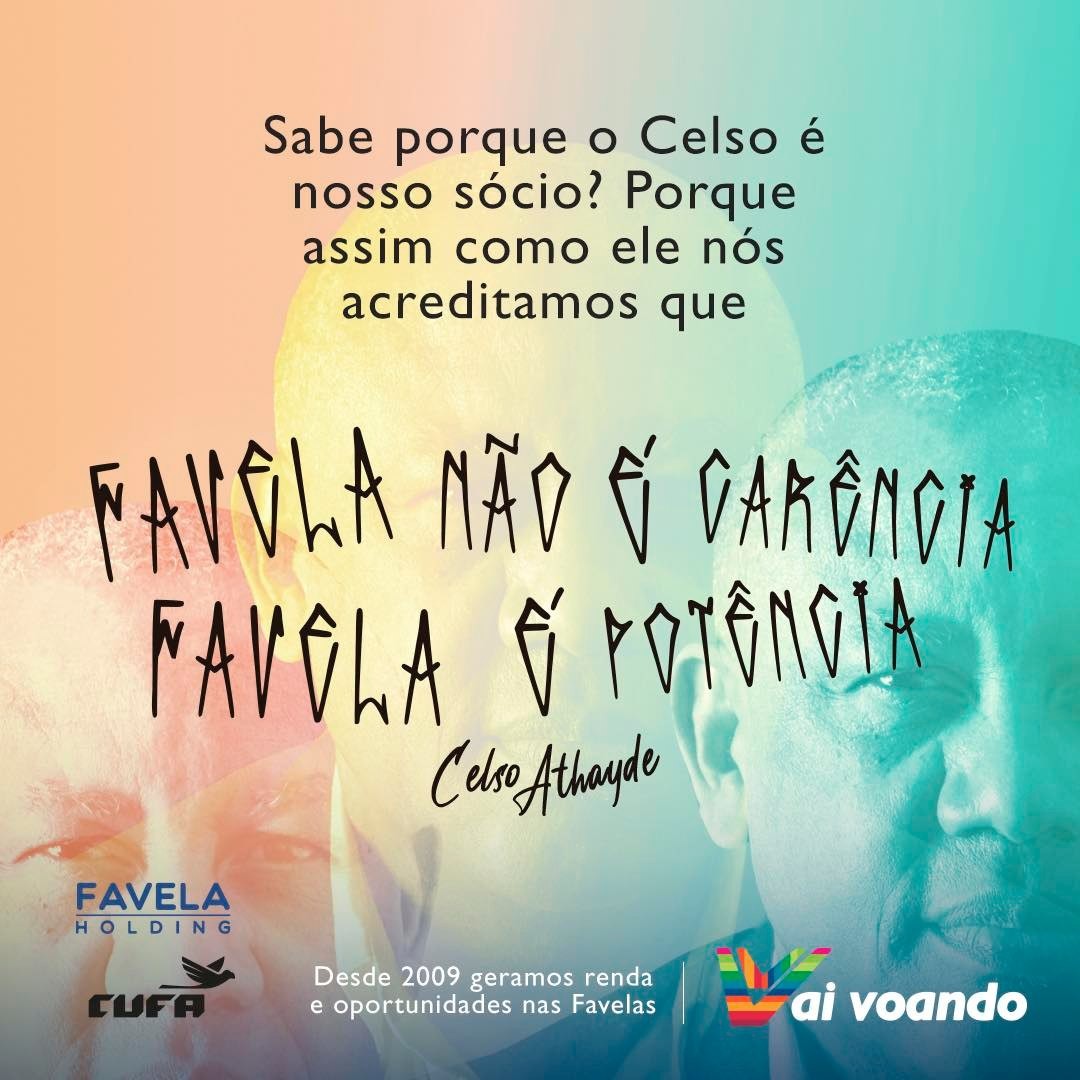 Sabe porque o Celso é
nosso sócio? Porque
assim como ele nós
acreditamos que
FAVELA NÃO É CARÊNCIA
FAVELA É POTÊNCIA
Celso Athayde
FAVELA
HOLDING
CUFA
Desde 2009 geramos renda
e oportunidades nas Favelas
Vai voando